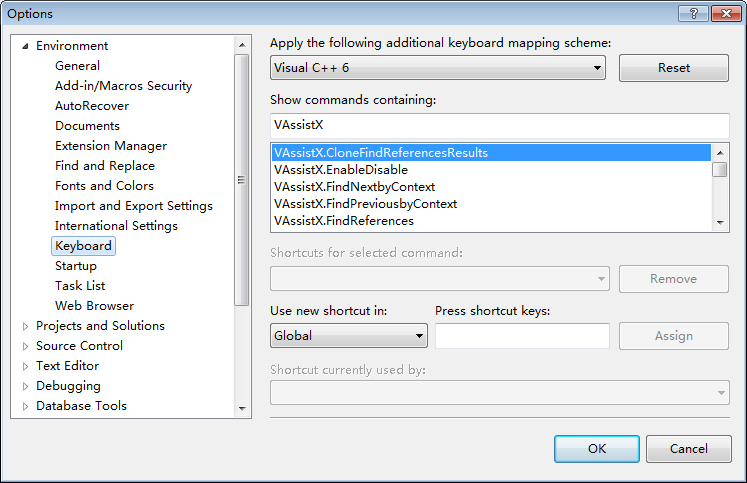 Options
Environment
General
Add-in/Macros Security
AutoRecover
Documents
Extension Manager
Find and Replace
Fonts and Colors
Import and Export Settings
International Settings
Keyboard
Startup
Task List
Web Browser
Projects and Solutions
Source Control
Text Editor
Debugging
Database Tools
Apply the following additional keyboard mapping scheme:
Visual C++ 6
Reset
Show commands containing:
VAssistX
VAssistX.CloneFindReferencesResults
VAssistX.EnableDisable
VAssistX.FindNextbyContext
VAssistX.FindPreviousbyContext
VAssistX.FindReferences
Shortcuts for selected command:
Remove
Use new shortcut in:
Press shortcut keys:
Global
Assign
Shortcut currently used by:
OK
Cancel